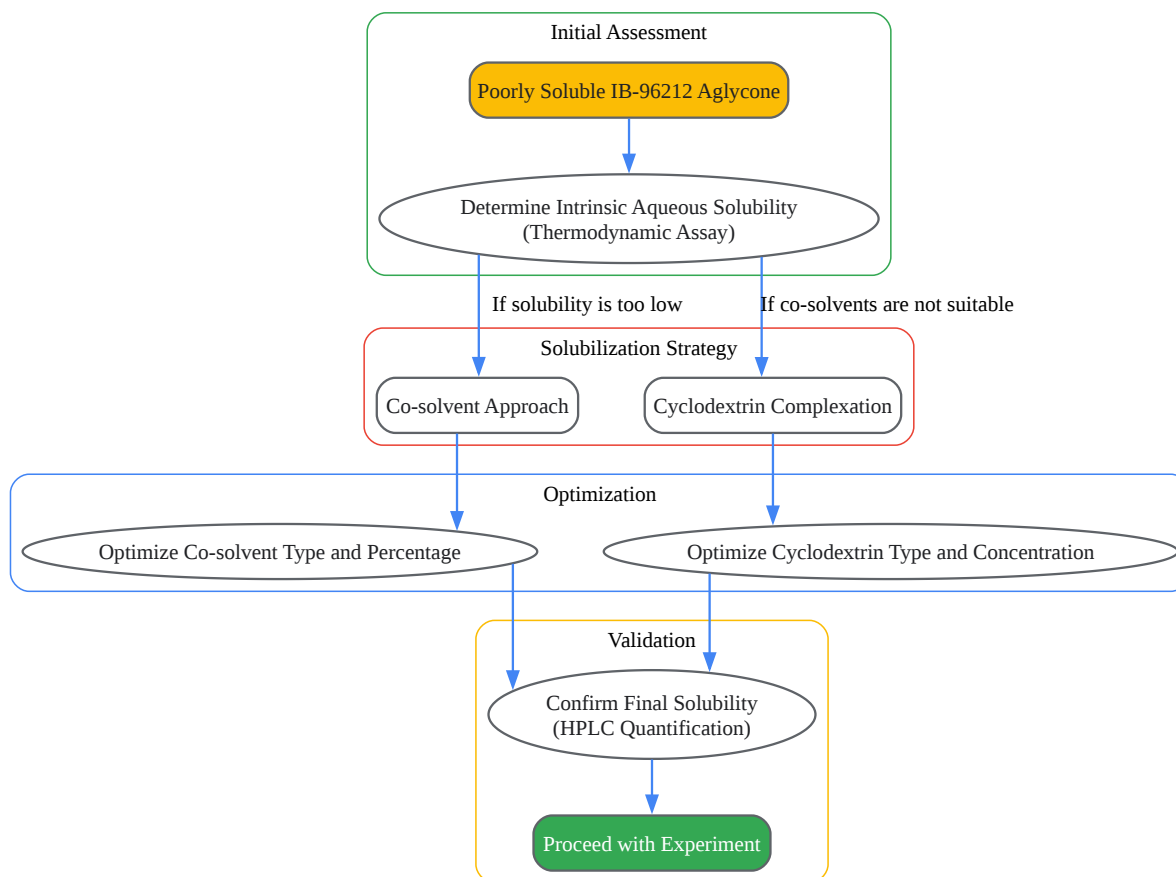 Initial Assessment
Poorly Soluble IB-96212 Aglycone
Determine Intrinsic Aqueous Solubility
(Thermodynamic Assay)
If solubility is too low
If co-solvents are not suitable
Solubilization Strategy
Co-solvent Approach
Cyclodextrin Complexation
Optimization
Optimize Co-solvent Type and Percentage
Optimize Cyclodextrin Type and Concentration
Validation
Confirm Final Solubility
(HPLC Quantification)
Proceed with Experiment